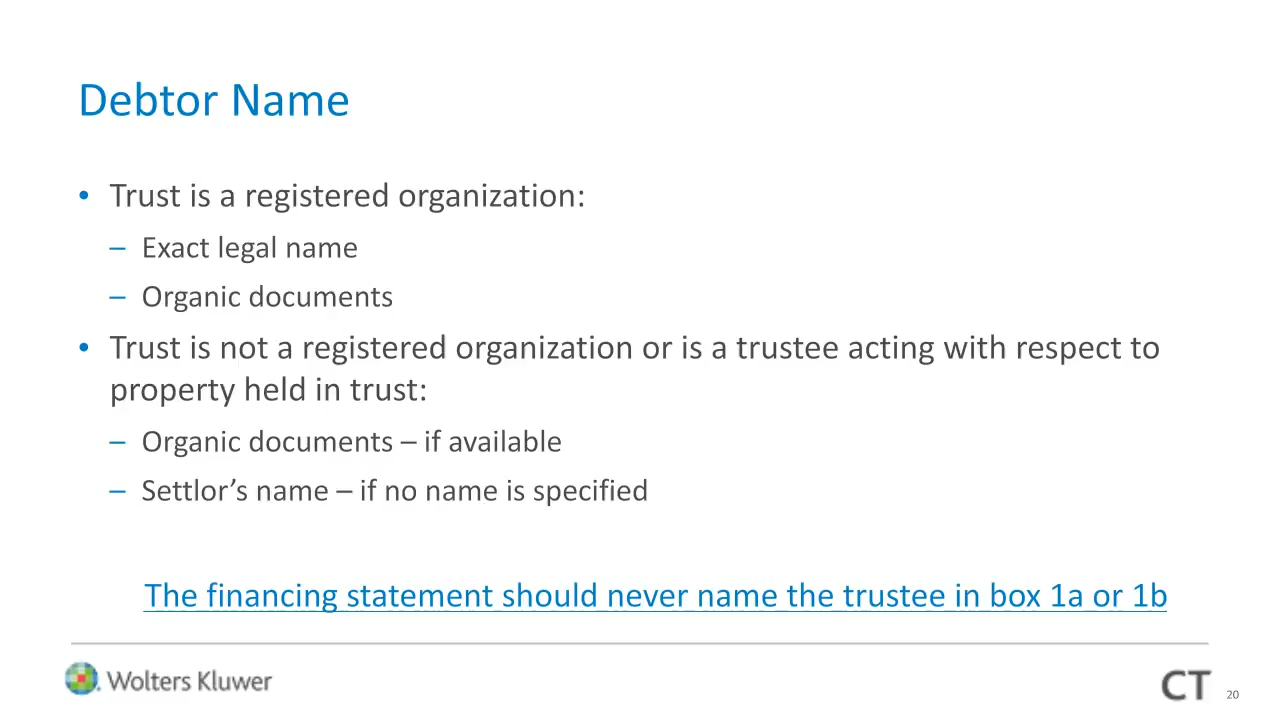 Debtor Name
• Trust is a registered organization:
– Exact legal name
– Organic documents
• Trust is not a registered organization or is a trustee acting with respect to
property held in trust:
– Organic documents – if available
– Settlor’s name – if no name is specified
The financing statement should never name the trustee in box 1a or 1b
Wolters Kluwer
CT
20